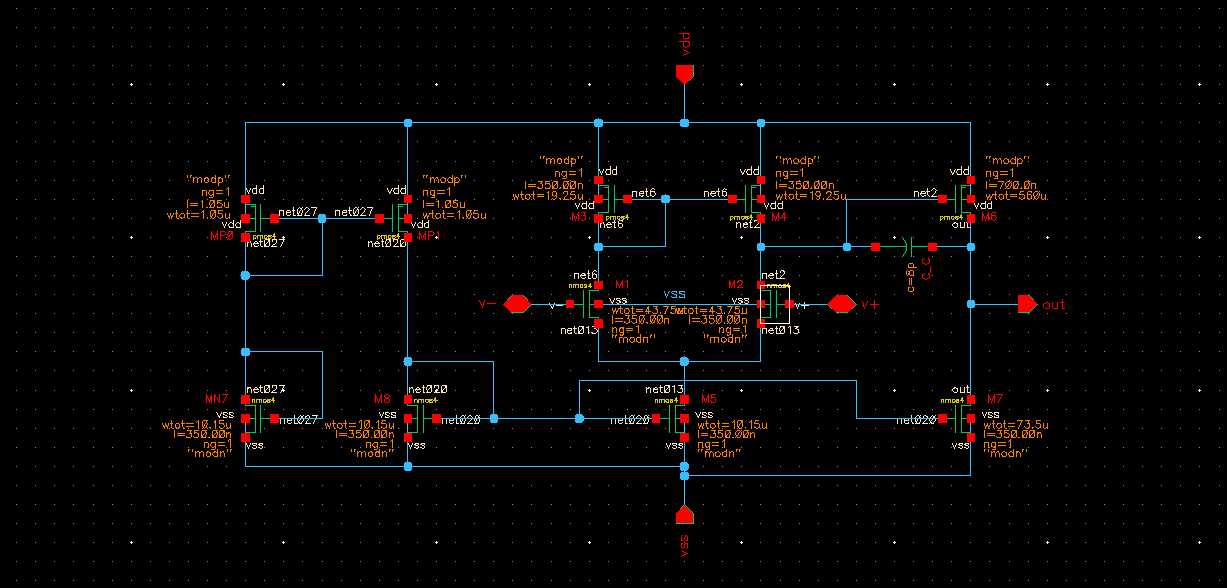 vdd
"modp"
ng=1
l=1.05u
wtot=1.05u
vdd
net027
vdd
MP0
pmos4
net027
"modp"
ng=1
l=1.05u
wtot=1.05u
vdd
net027
vdd
MP1
pmos4
net020
"modp"
ng=1
l=350.00n
wtot=19.25u
vdd
net6
vdd
M3
pmos4
net6
"modp"
ng=1
l=350.00n
wtot=19.25u
vdd
net6
vdd
M4
pmos4
net2
"modp"
ng=1
l=700.0n
wtot=560u
vdd
net2
vdd
M6
pmos4
out
c=8p
C_C
net6
M1
nmos4
v-
v-
vss
wtot=43.75u
l=350.00n
ng=1
"modn"
net013
vss
net2
M2
nmos4
v+
v+
vss
wtot=43.75u
l=350.00n
ng=1
"modn"
net013
out
net027
MN7
nmos4
vss
net027
wtot=10.15u
l=350.00n
ng=1
"modn"
vss
net020
M8
nmos4
vss
net020
wtot=10.15u
l=350.00n
ng=1
"modn"
vss
net013
M5
nmos4
vss
net020
wtot=10.15u
l=350.00n
ng=1
"modn"
vss
out
M7
nmos4
vss
net020
wtot=73.5u
l=350.00n
ng=1
"modn"
vss
vss